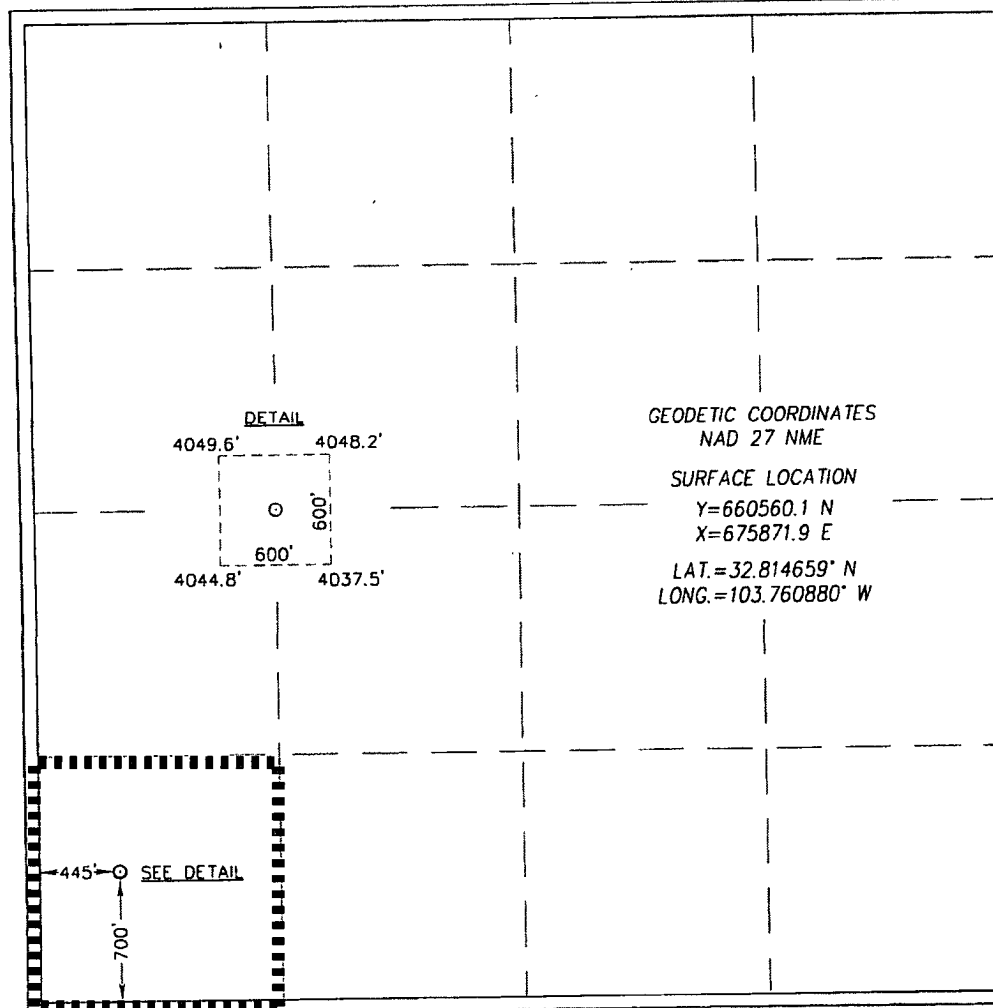 DETAIL
4049.6' 4048.2'
600'
600'
4044.8' 4037.5'
GEODETIC COORDINATES
NAD 27 NME
SURFACE LOCATION
Y=660560.1 N
X=675871.9 E
LAT.=32.814659° N
LONG.=103.760880° W
445' SEE DETAIL
700'